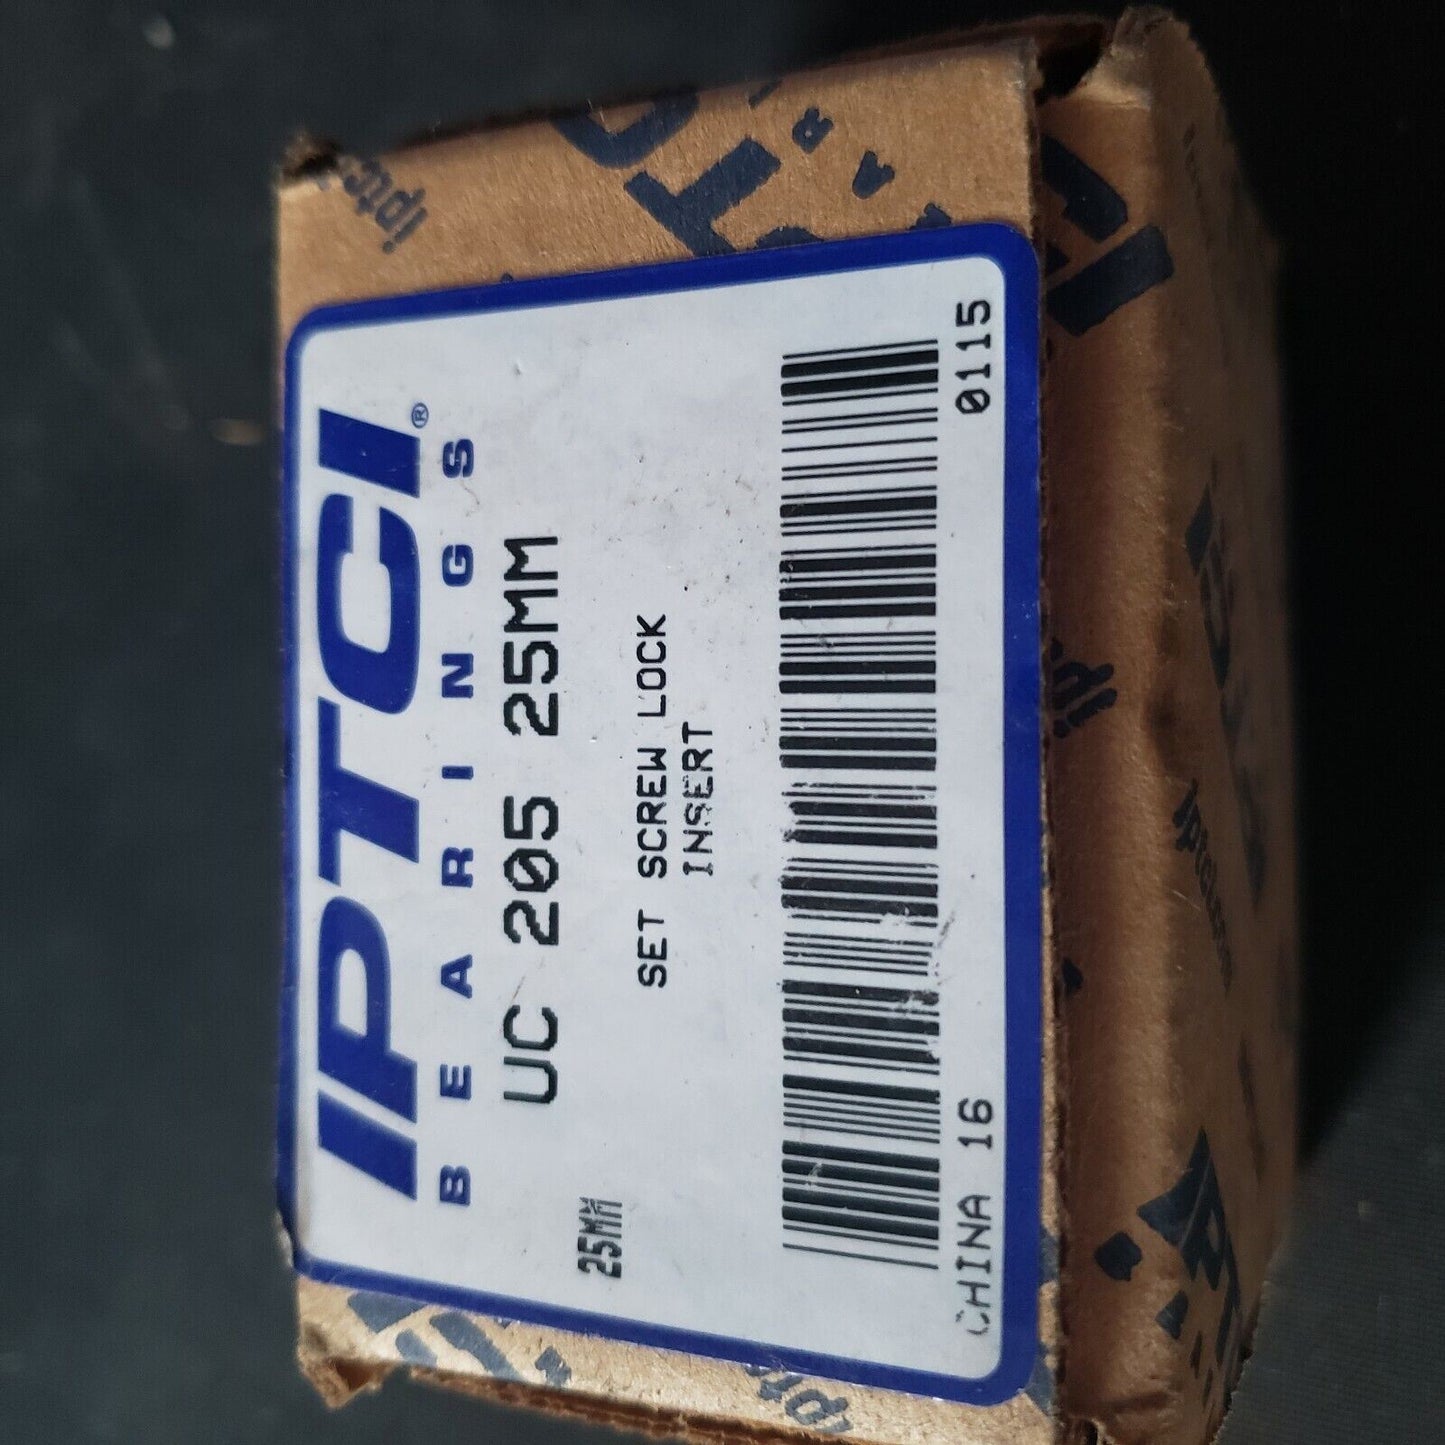 IPTCI®
BEARINGS
UC 205 25MM
25MM
SET SCREW LOCK
INSERT
CHINA 16 0115